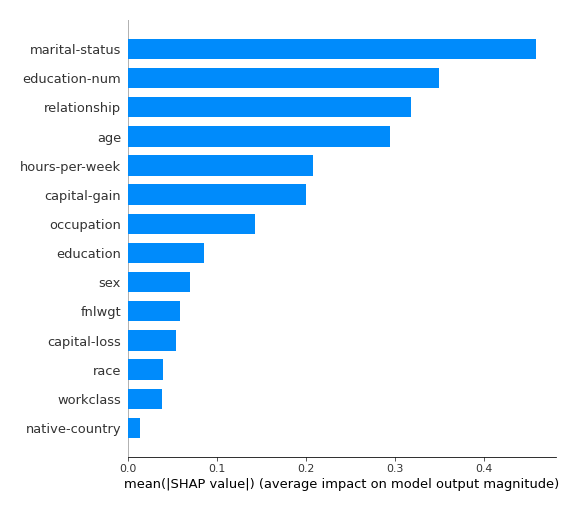 marital-status
education-num
relationship
age
hours-per-week
capital-gain
occupation
education
sex
fnlwgt
capital-loss
race
workclass
native-country
0.0 0.1 0.2 0.3 0.4
mean(|SHAP value|) (average impact on model output magnitude)